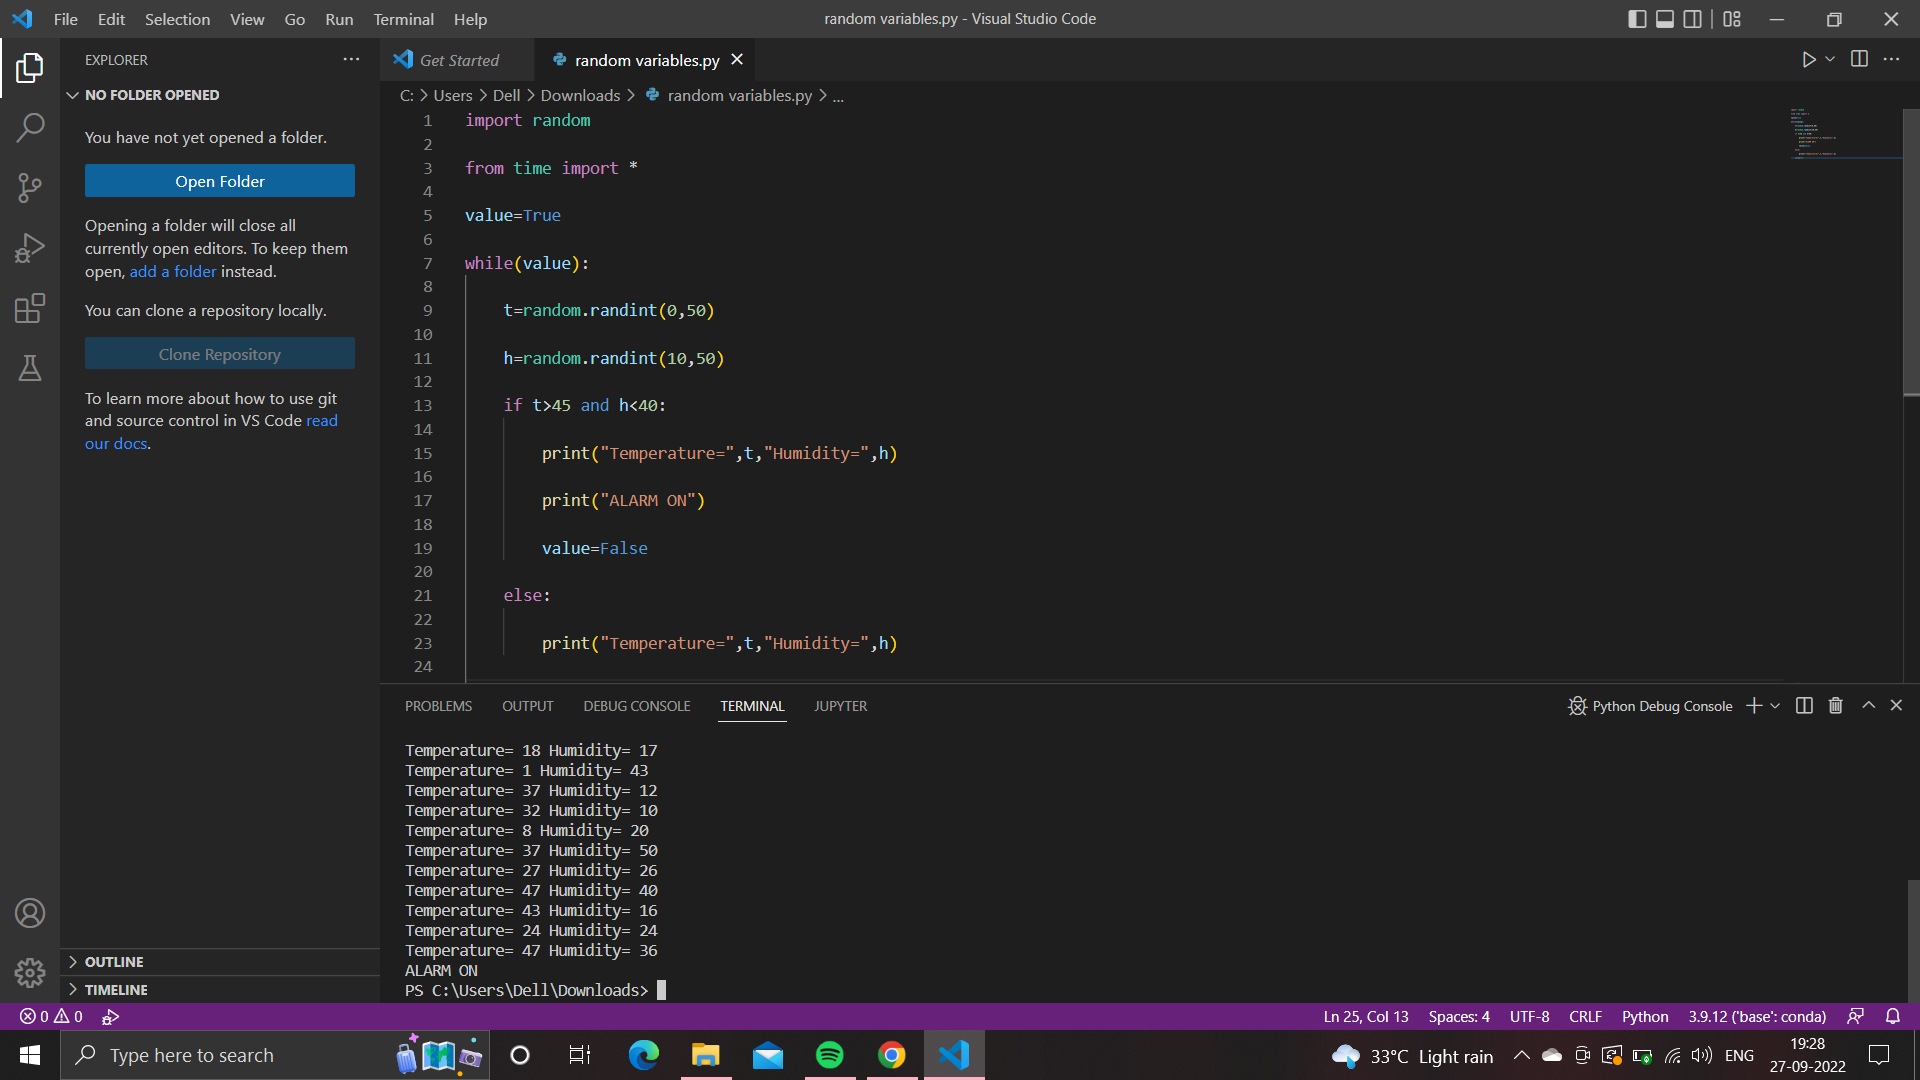 File Edit Selection View Go Run Terminal Help
random variables.py - Visual Studio Code
EXPLORER
NO FOLDER OPENED
You have not yet opened a folder.
Open Folder
Opening a folder will close all
currently open editors. To keep them
open, add a folder instead.
You can clone a repository locally.
Clone Repository
To learn more about how to use git
and source control in VS Code read
our docs.
OUTLINE
TIMELINE
Get Started
random variables.py
C: > Users > Dell > Downloads > random variables.py > ...
1 import random
2
3 from time import *
4
5 value=True
6
7 while(value):
8
9 t=random.randint(0,50)
10
11 h=random.randint(10,50)
12
13 if t>45 and h<40:
14
15 print("Temperature=",t,"Humidity=",h)
16
17 print("ALARM ON")
18
19 value=False
20
21 else:
22
23 print("Temperature=",t,"Humidity=",h)
24
PROBLEMS OUTPUT DEBUG CONSOLE TERMINAL JUPYTER
Python Debug Console
Temperature= 18 Humidity= 17
Temperature= 1 Humidity= 43
Temperature= 37 Humidity= 12
Temperature= 32 Humidity= 10
Temperature= 8 Humidity= 20
Temperature= 37 Humidity= 50
Temperature= 27 Humidity= 26
Temperature= 47 Humidity= 40
Temperature= 43 Humidity= 16
Temperature= 24 Humidity= 24
Temperature= 47 Humidity= 36
ALARM ON
PS C:\Users\Dell\Downloads>
0 0
Ln 25, Col 13 Spaces: 4 UTF-8 CRLF Python 3.9.12 ('base': conda)
Type here to search
33°C Light rain
ENG
19:28
27-09-2022